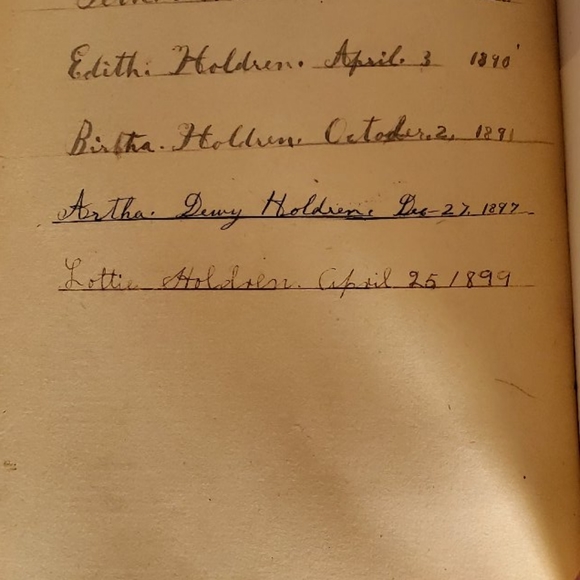 Edith. Holdren. April. 3 1890
Birtha. Holdren. Octoder. 2, 1891
Artha. Dewy Holdren. Dec-27, 1897
Lottie Holdren. April 25 1899